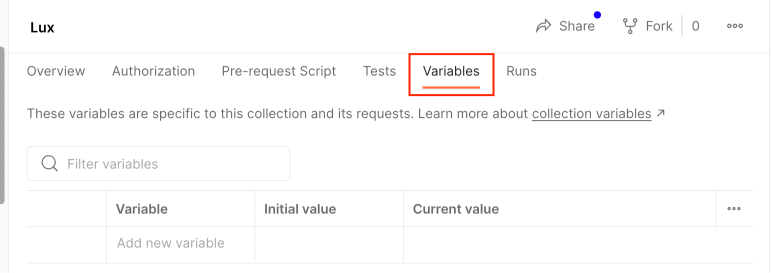 Lux
Share
Fork
0
Overview Authorization Pre-request Script Tests Variables Runs
These variables are specific to this collection and its requests. Learn more about collection variables ↗
Filter variables
Variable Initial value Current value
Add new variable